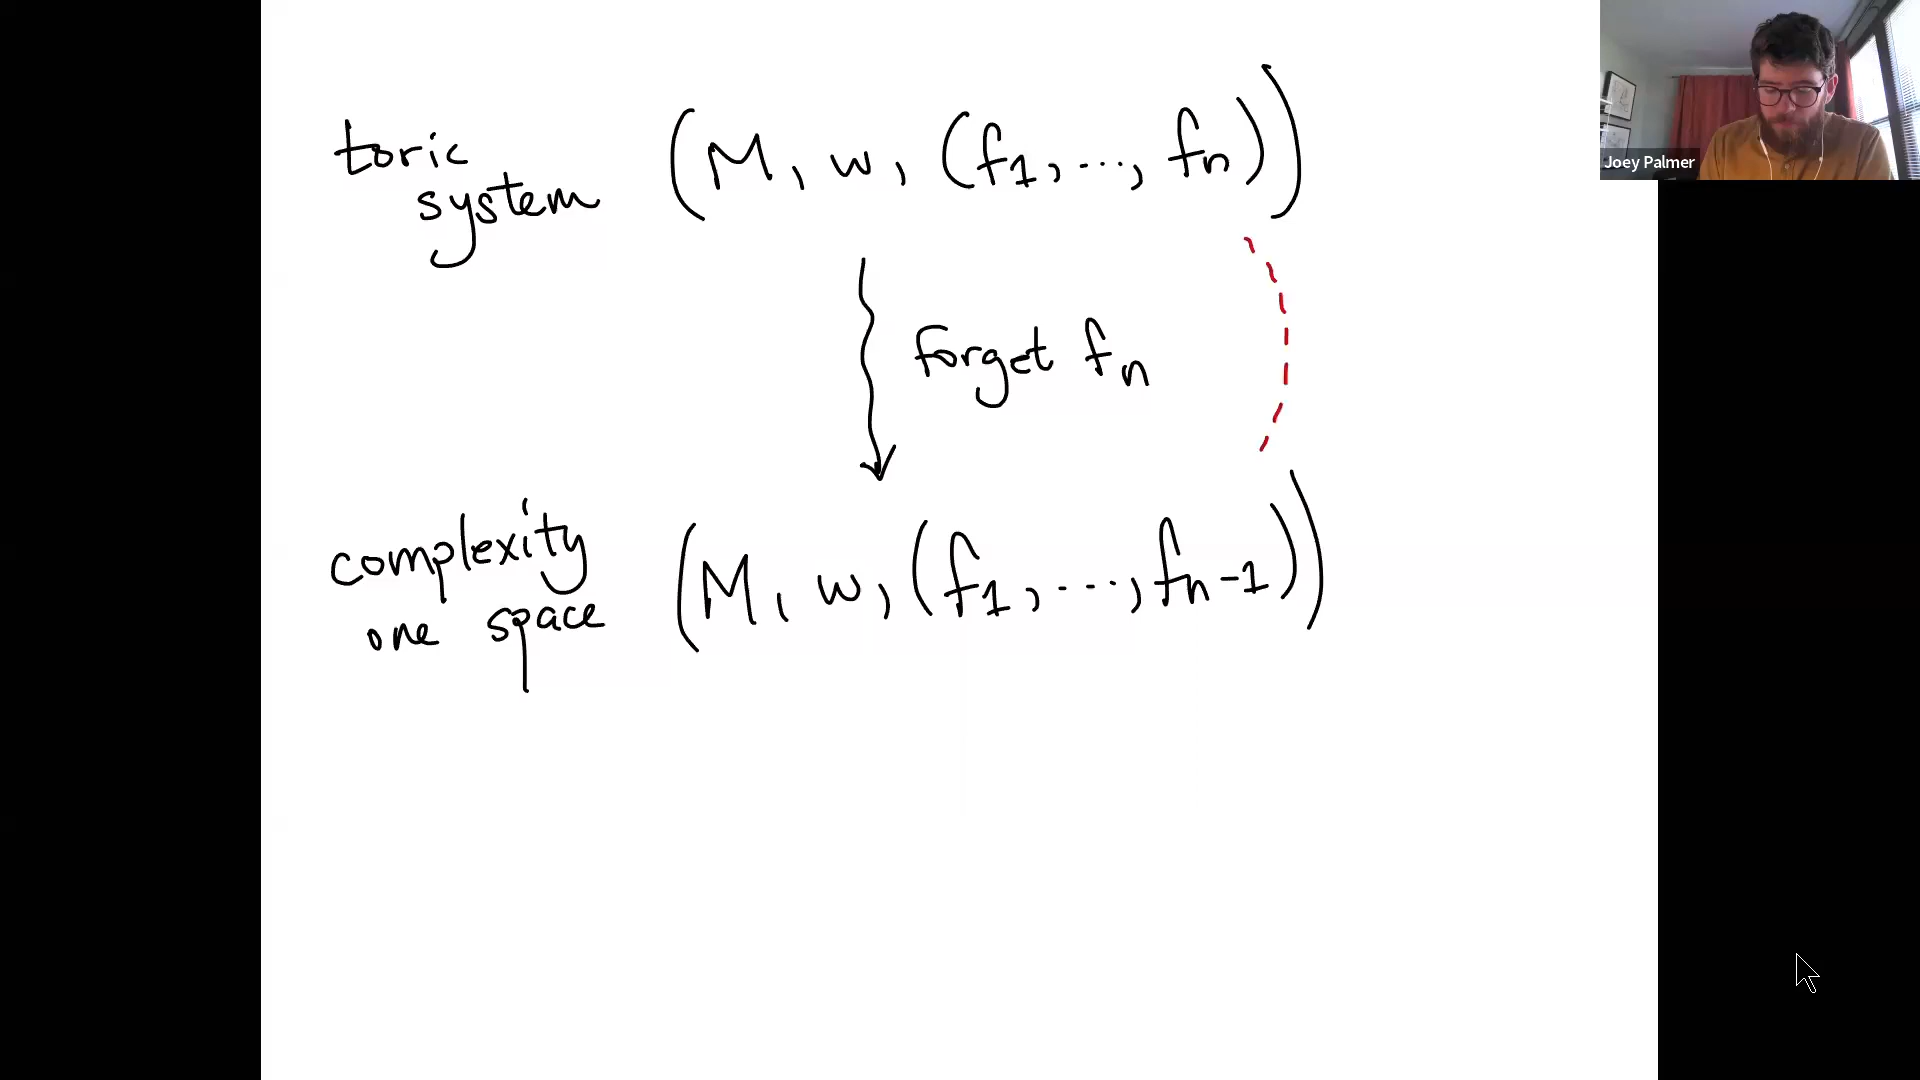 toric
system
(M, ω, (f1, ..., fn))
forget fn
complexity
one space
(M, ω, (f1, ..., fn-1))
Joey Palmer